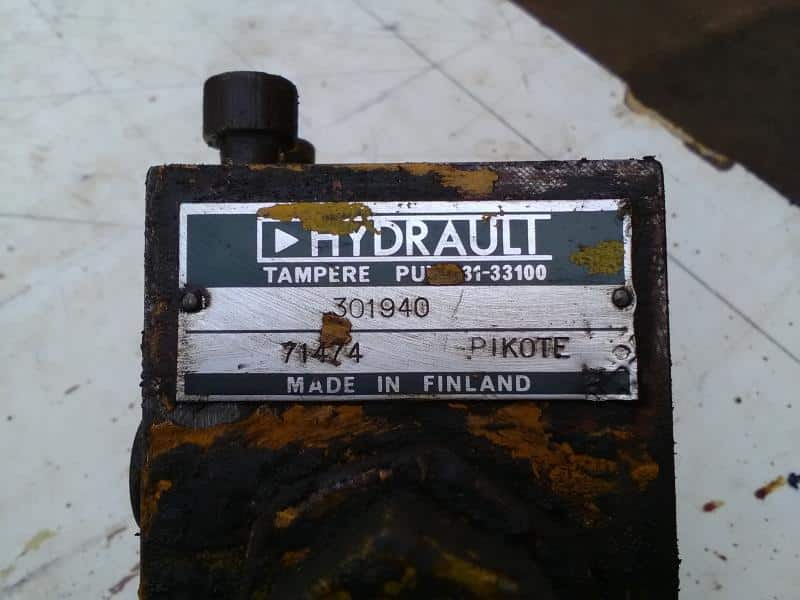 HYDRAULT
TAMPERE 31-33100
301940
71474 PIKOTE
MADE IN FINLAND